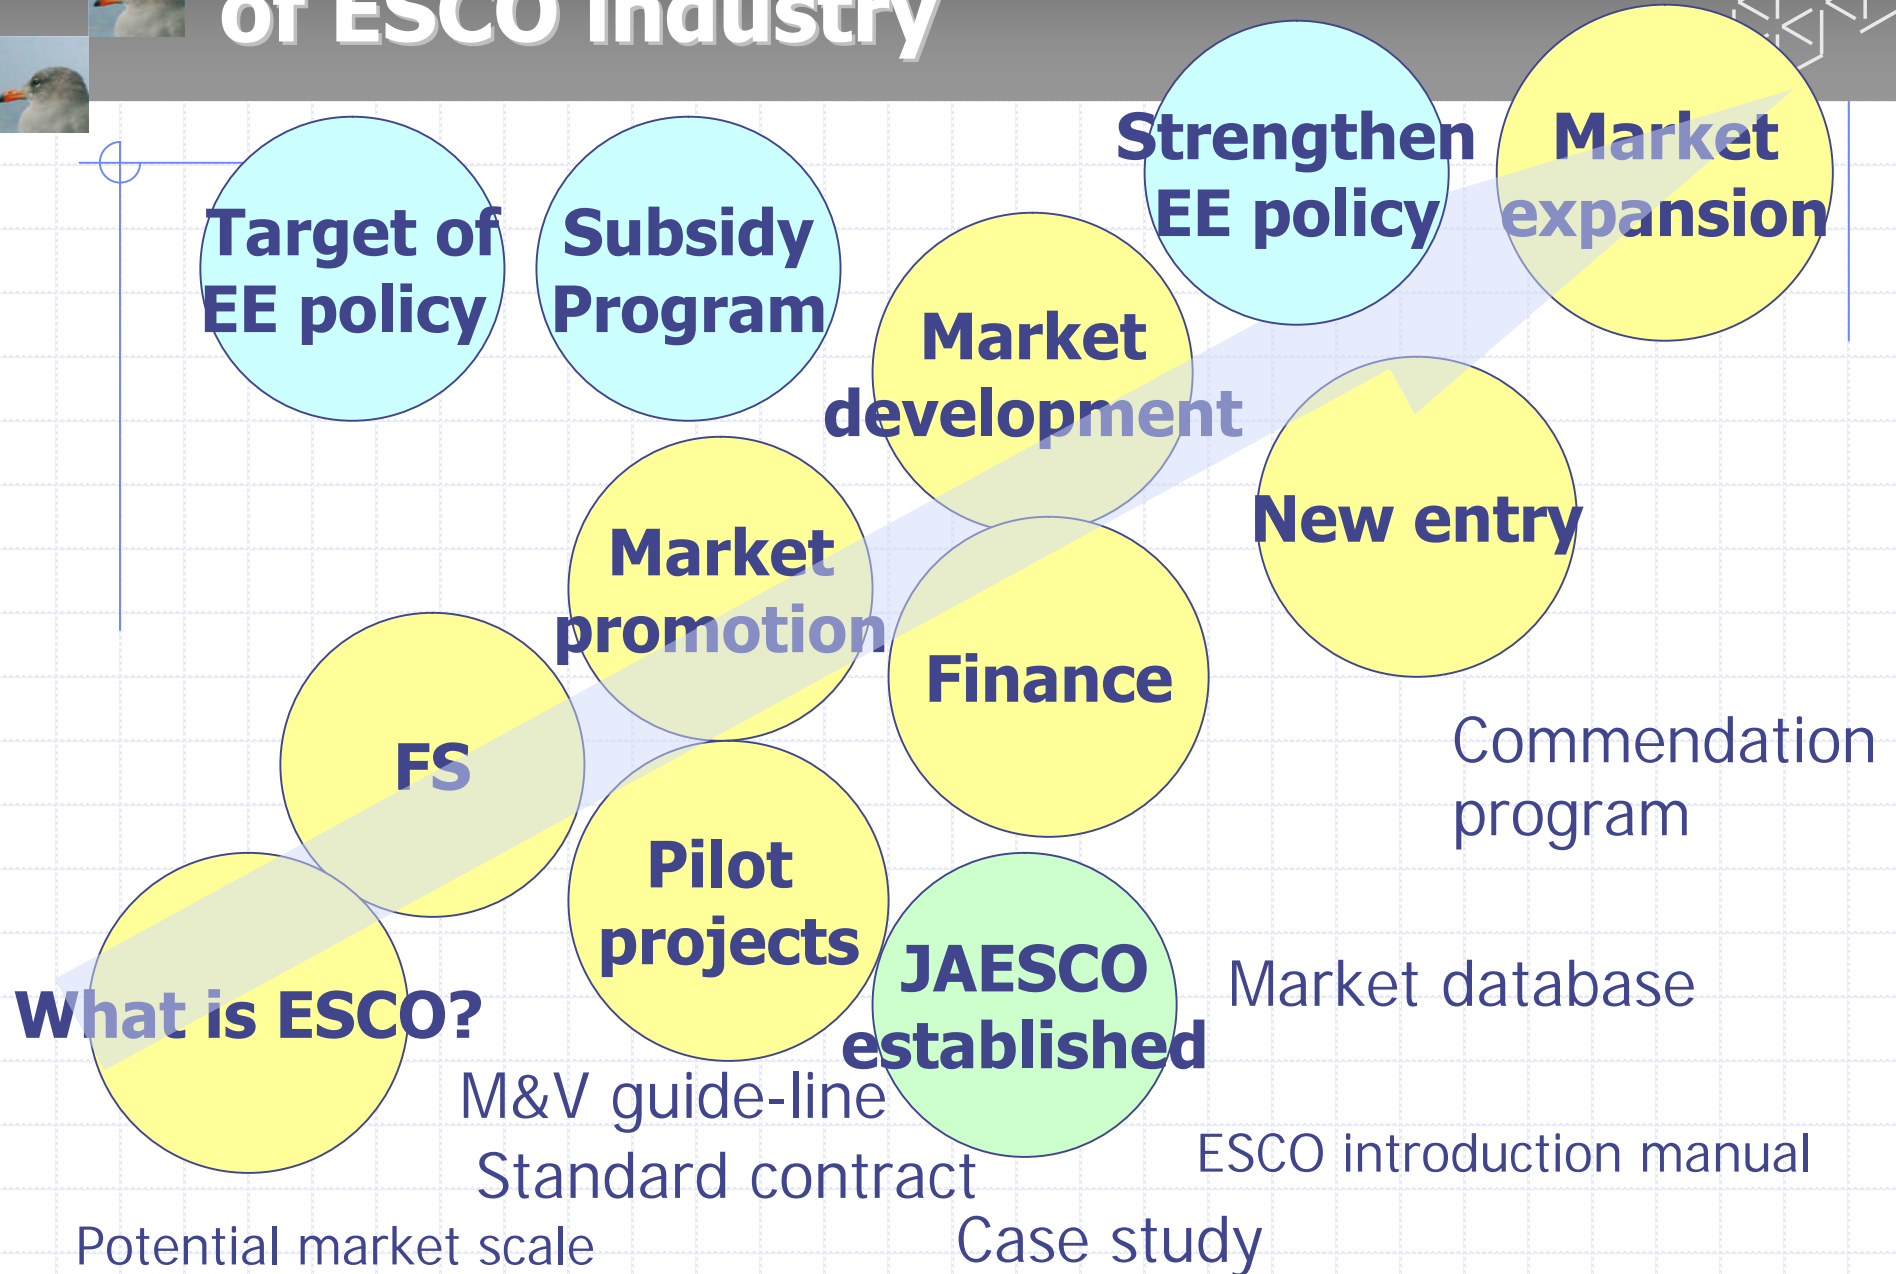 of ESCO industry
Strengthen
EE policy
Market
expansion
Target of
EE policy
Subsidy
Program
Market
development
New entry
Market
promotion
Finance
FS
Commendation
program
Pilot
projects
JAESCO
established
Market database
What is ESCO?
M&V guide-line
Standard contract
ESCO introduction manual
Potential market scale
Case study